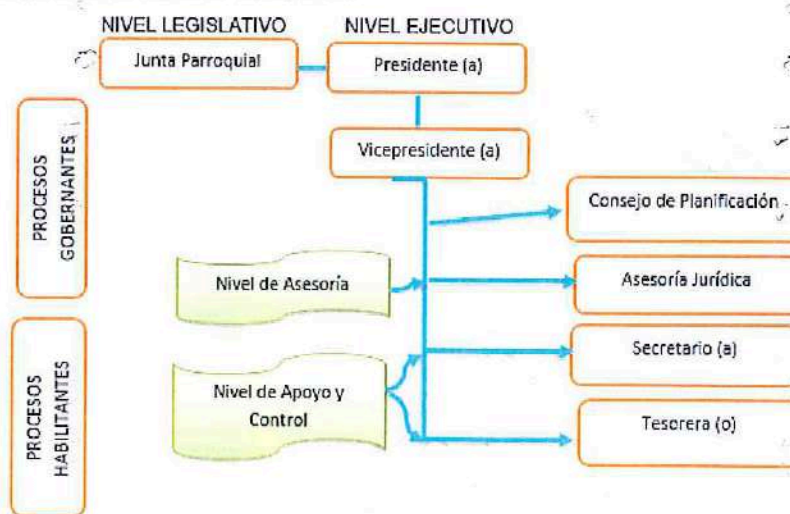 NIVEL LEGISLATIVO
NIVEL EJECUTIVO
Junta Parroquial
Presidente (a)
Vicepresidente (a)
PROCESOS
GOBERNANTES
Consejo de Planificación
Nivel de Asesoría
Asesoría Jurídica
Secretario (a)
Nivel de Apoyo y
Control
Tesorera (o)
PROCESOS
HABILITANTES